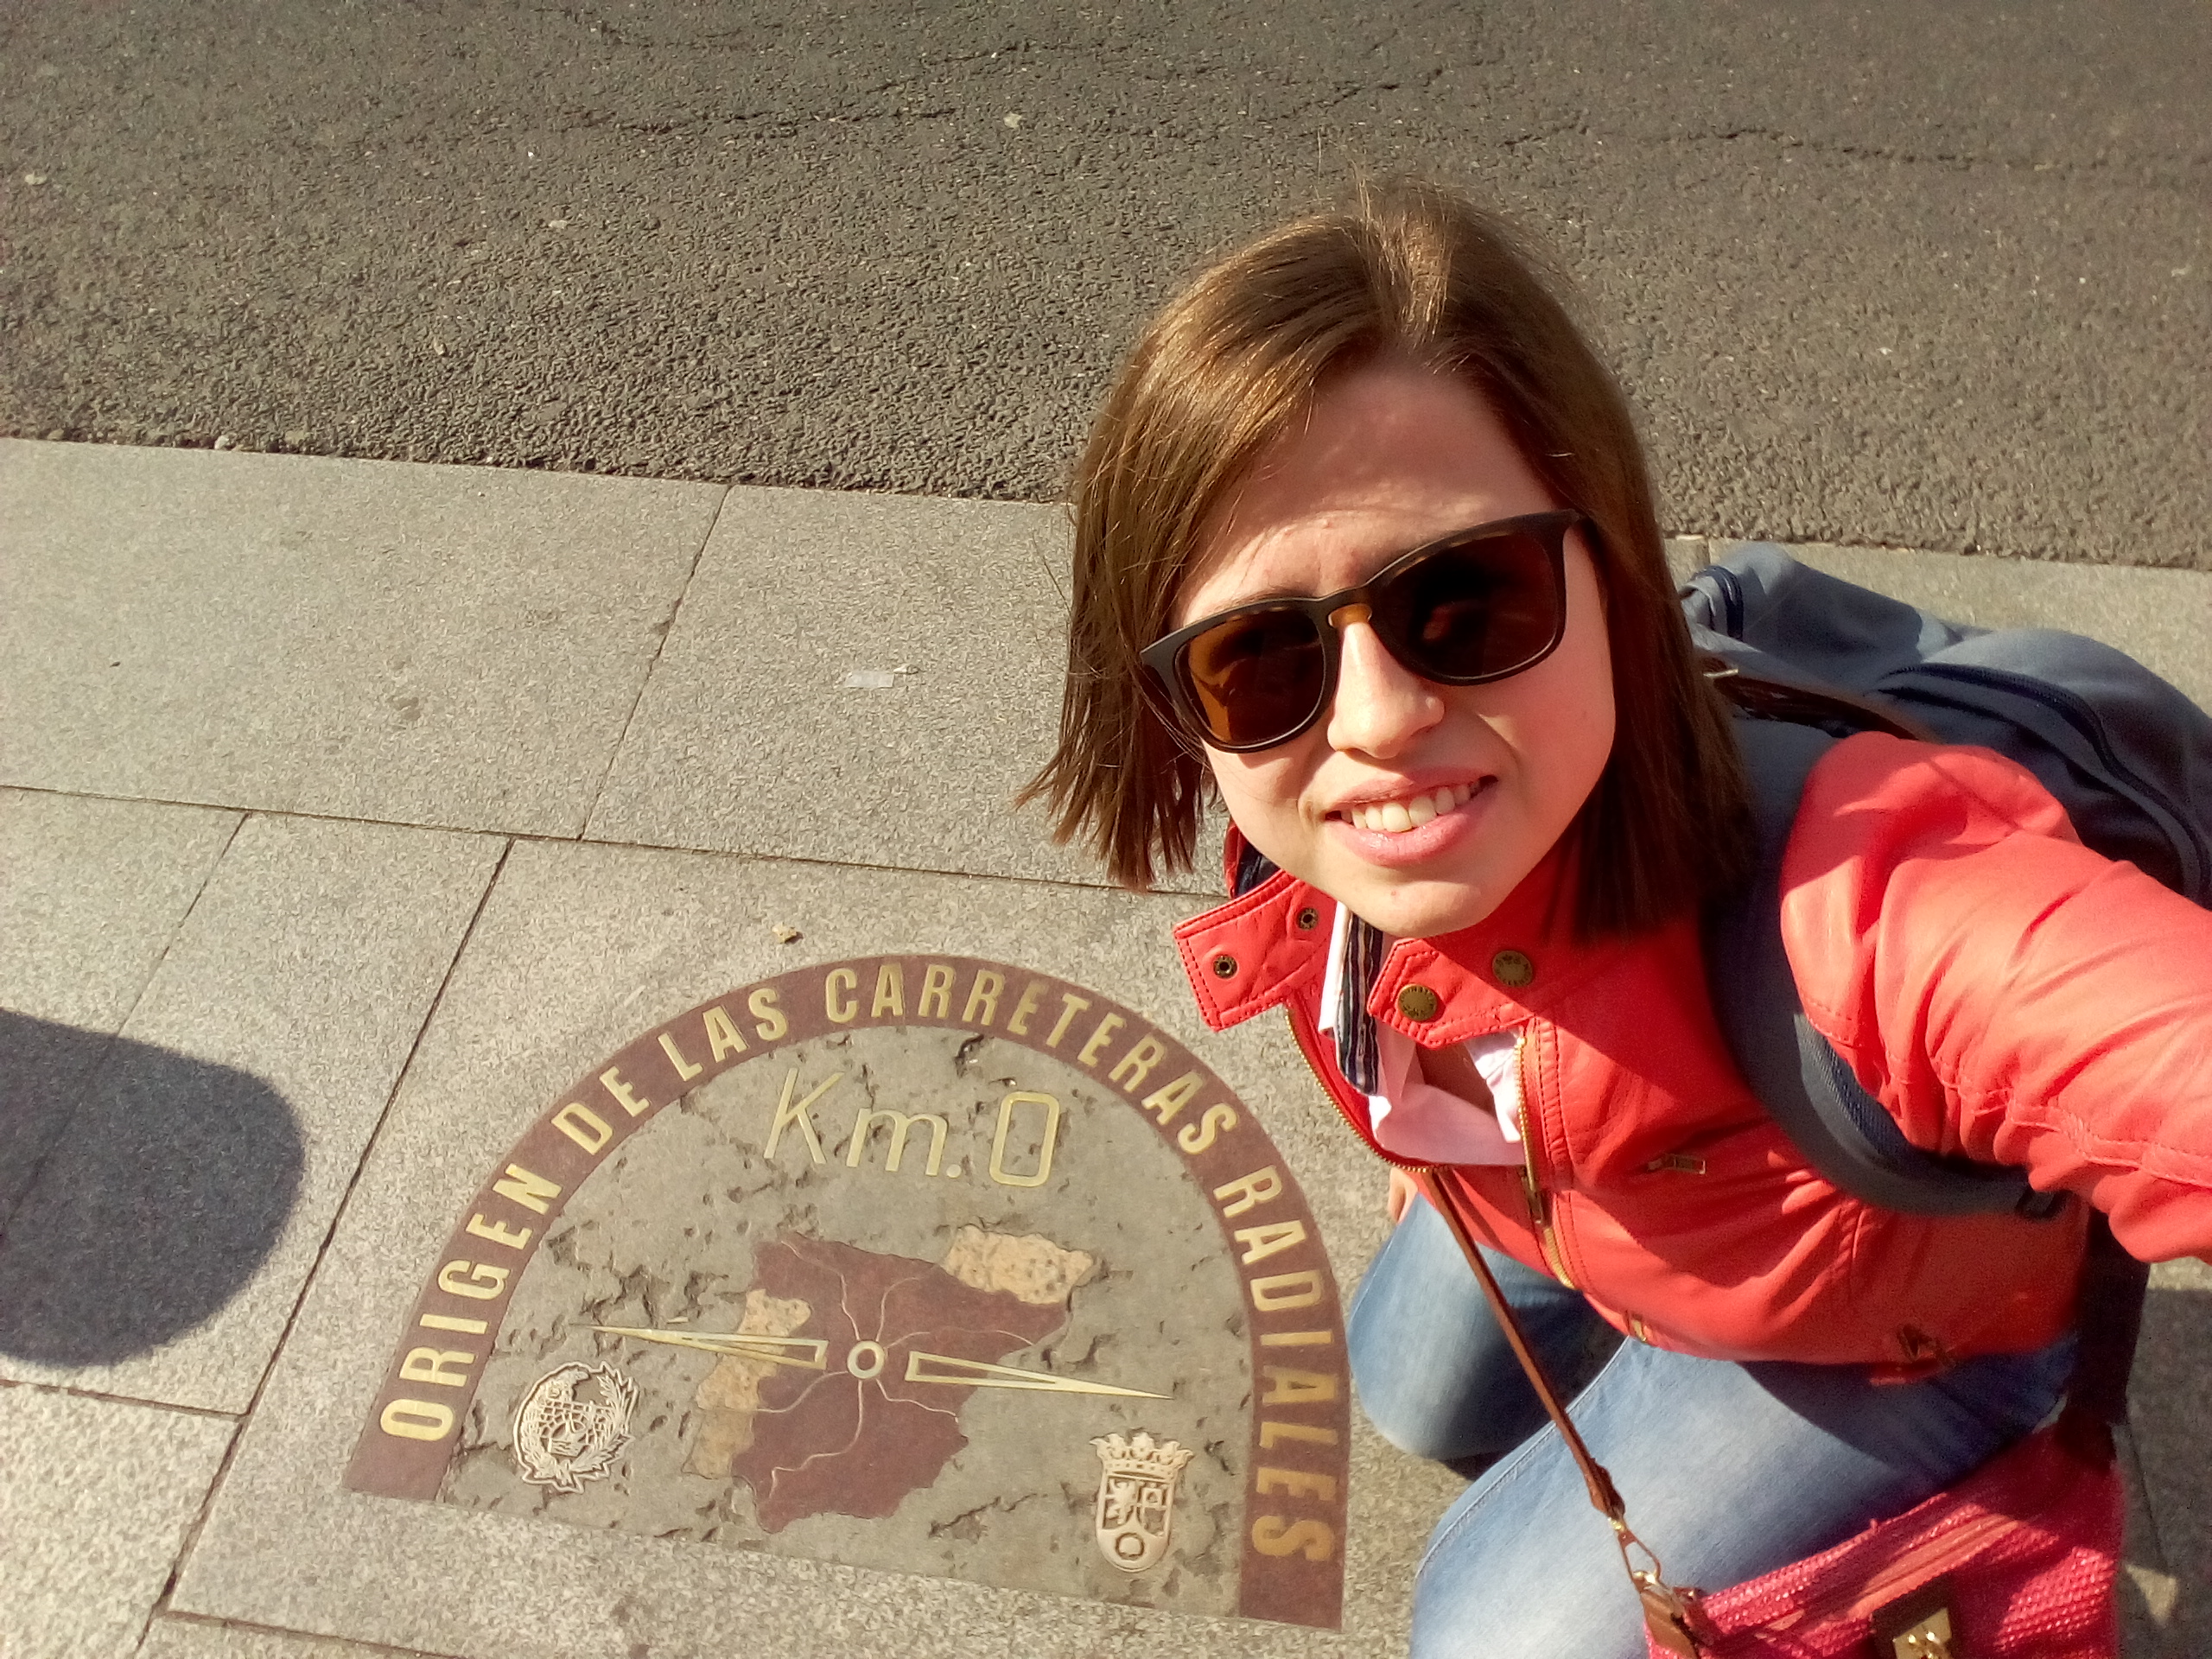 ORIGEN DE LAS CARRETERAS RADIALES
Km. 0